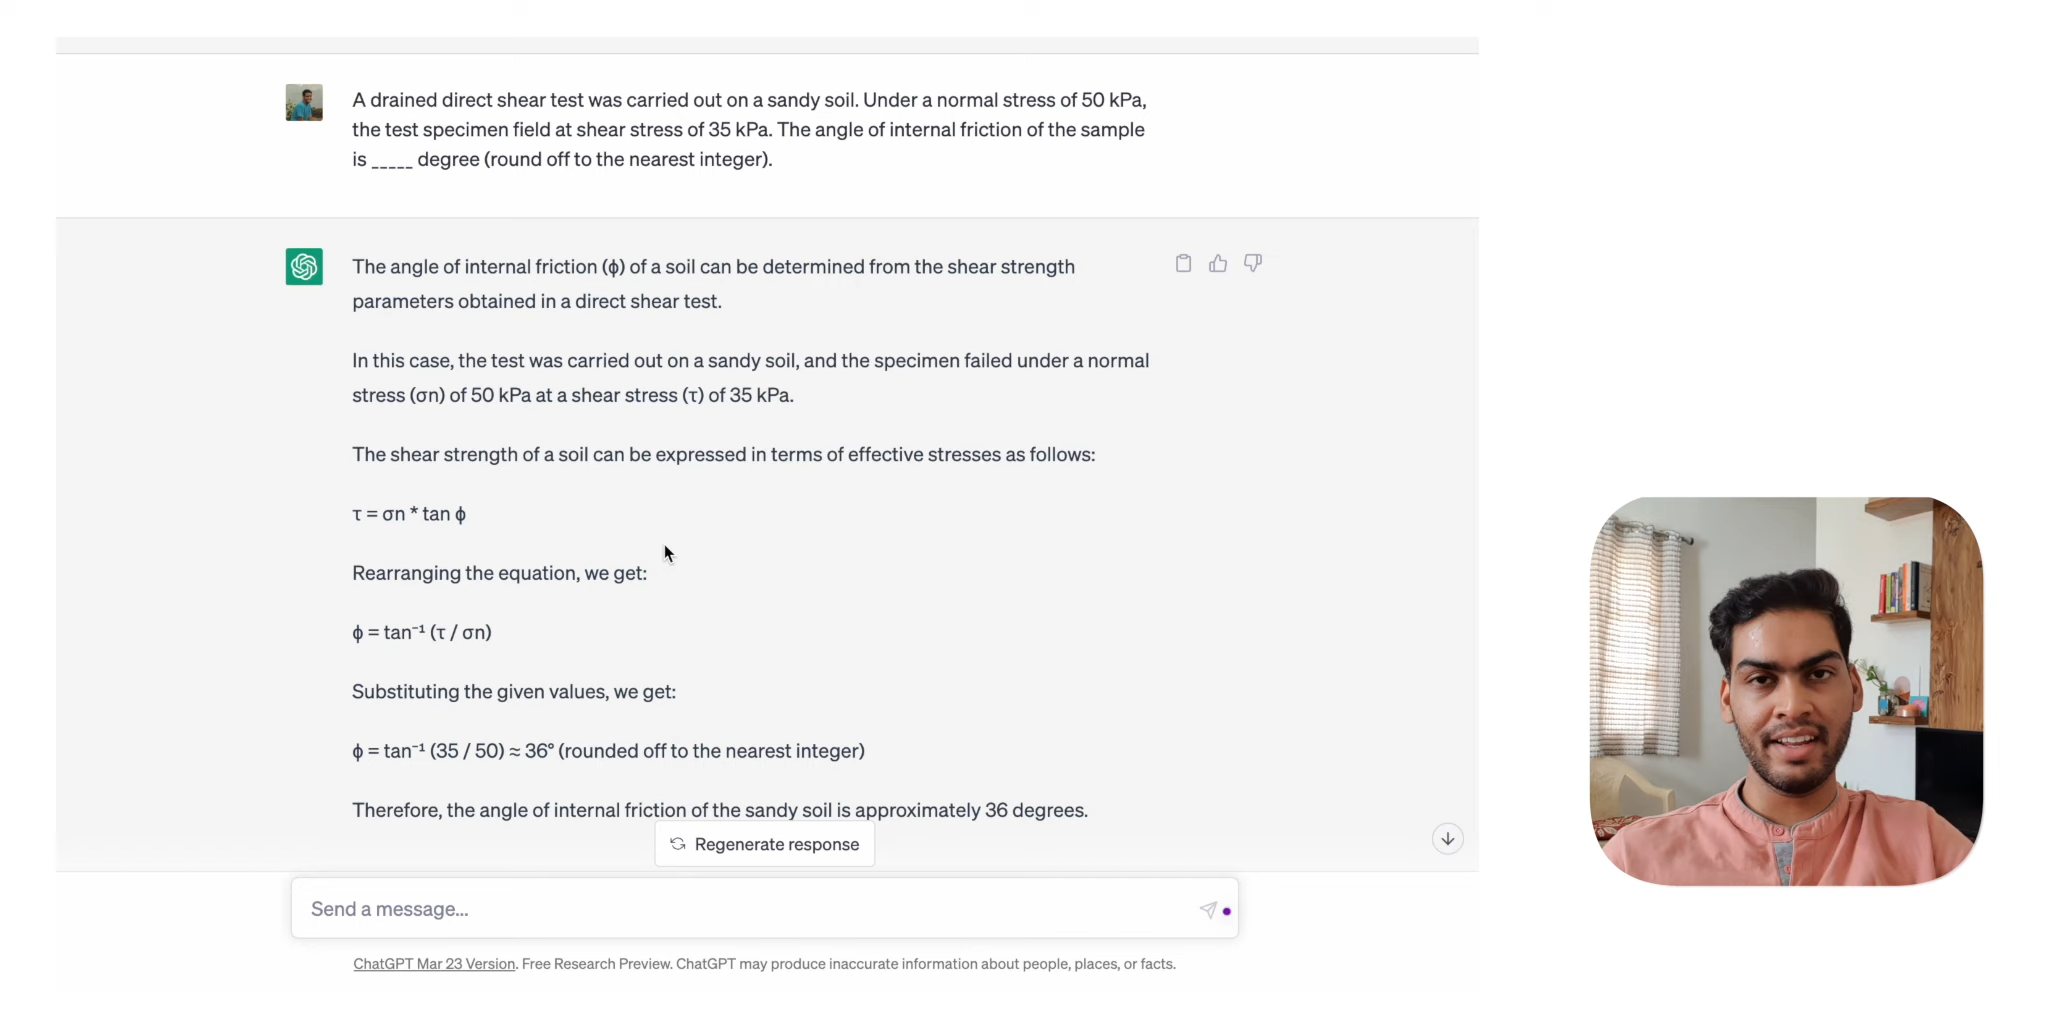 A drained direct shear test was carried out on a sandy soil. Under a normal stress of 50 kPa,
the test specimen field at shear stress of 35 kPa. The angle of internal friction of the sample
is _____ degree (round off to the nearest integer).
The angle of internal friction (ϕ) of a soil can be determined from the shear strength
parameters obtained in a direct shear test.
In this case, the test was carried out on a sandy soil, and the specimen failed under a normal
stress (σn) of 50 kPa at a shear stress (τ) of 35 kPa.
The shear strength of a soil can be expressed in terms of effective stresses as follows:
τ = σn * tan ϕ
Rearranging the equation, we get:
ϕ = tan⁻¹ (τ / σn)
Substituting the given values, we get:
ϕ = tan⁻¹ (35 / 50) ≈ 36° (rounded off to the nearest integer)
Therefore, the angle of internal friction of the sandy soil is approximately 36 degrees.
Regenerate response
Send a message...
ChatGPT Mar 23 Version. Free Research Preview. ChatGPT may produce inaccurate information about people, places, or facts.